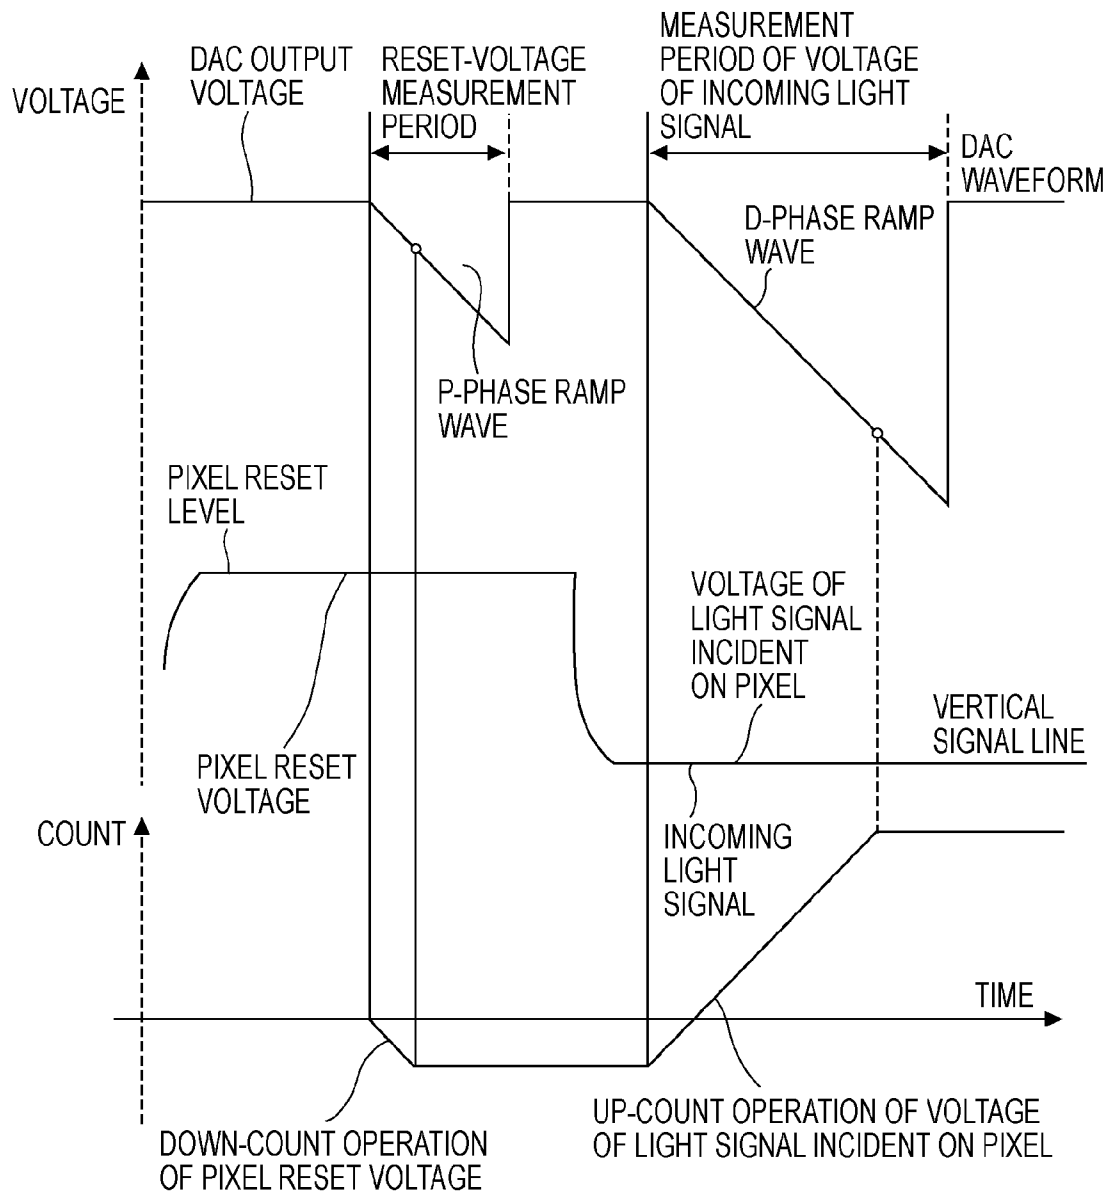 VOLTAGE
DAC OUTPUT
VOLTAGE
RESET-VOLTAGE
MEASUREMENT
PERIOD
MEASUREMENT
PERIOD OF VOLTAGE
OF INCOMING LIGHT
SIGNAL
DAC
WAVEFORM
D-PHASE RAMP
WAVE
P-PHASE RAMP
WAVE
PIXEL RESET
LEVEL
VOLTAGE OF
LIGHT SIGNAL
INCIDENT
ON PIXEL
VERTICAL
SIGNAL LINE
PIXEL RESET
VOLTAGE
COUNT
INCOMING
LIGHT
SIGNAL
TIME
DOWN-COUNT OPERATION
OF PIXEL RESET VOLTAGE
UP-COUNT OPERATION OF VOLTAGE
OF LIGHT SIGNAL INCIDENT ON PIXEL